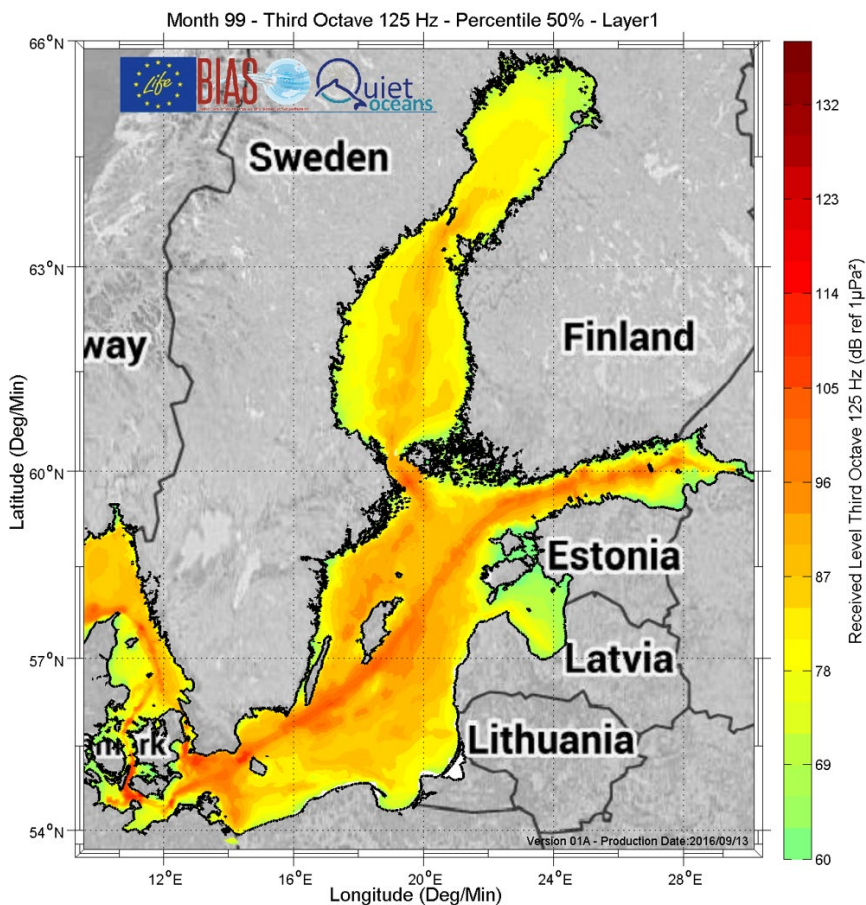 Month 99 - Third Octave 125 Hz - Percentile 50% - Layer1
66°N
63°N
60°N
57°N
54°N
Latitude (Deg/Min)
Life
BIAS
Quiet
oceans
Sweden
way
Finland
Estonia
Latvia
Lithuania
Version 01A - Production Date:2016/09/13
12°E
16°E
20°E
24°E
28°E
Longitude (Deg/Min)
132
123
114
105
96
87
78
69
60
Received Level Third Octave 125 Hz (dB ref 1µPa²)